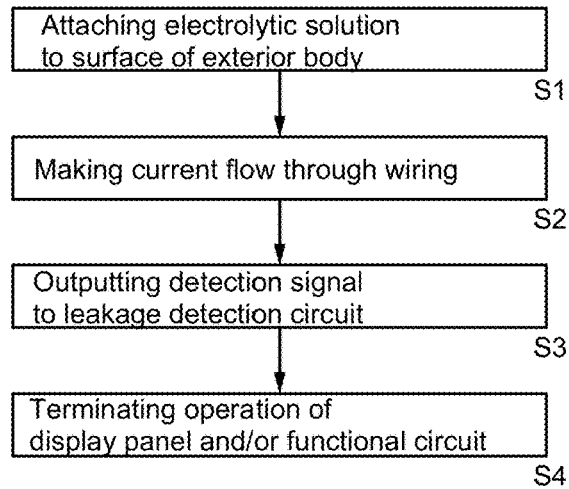 Attaching electrolytic solution
to surface of exterior body
S1
Making current flow through wiring
S2
Outputting detection signal
to leakage detection circuit
S3
Terminating operation of
display panel and/or functional circuit
S4